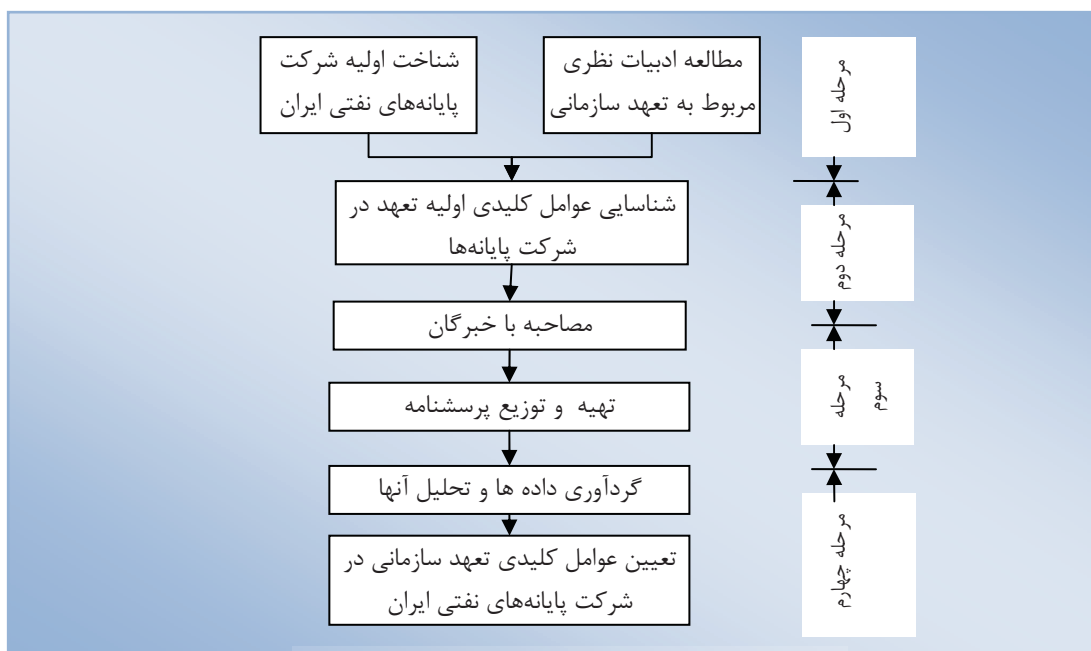 مطالعه ادبیات نظری
مربوط به تعهد سازمانی
شناخت اولیه شرکت
پایانه‌های نفتی ایران
مرحله اول
شناسایی عوامل کلیدی اولیه تعهد در
شرکت پایانه‌ها
مرحله دوم
مصاحبه با خبرگان
تهیه و توزیع پرسشنامه
مرحله
سوم
گردآوری داده ها و تحلیل آنها
تعیین عوامل کلیدی تعهد سازمانی در
شرکت پایانه‌های نفتی ایران
مرحله چهارم